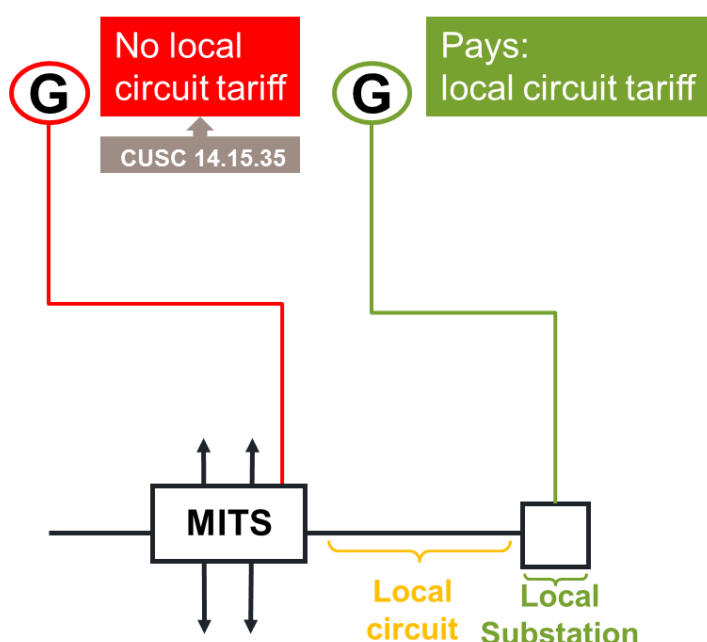 G
No local
circuit tariff
CUSC 14.15.35
G
Pays:
local circuit tariff
MITS
Local
circuit
Local
Substation